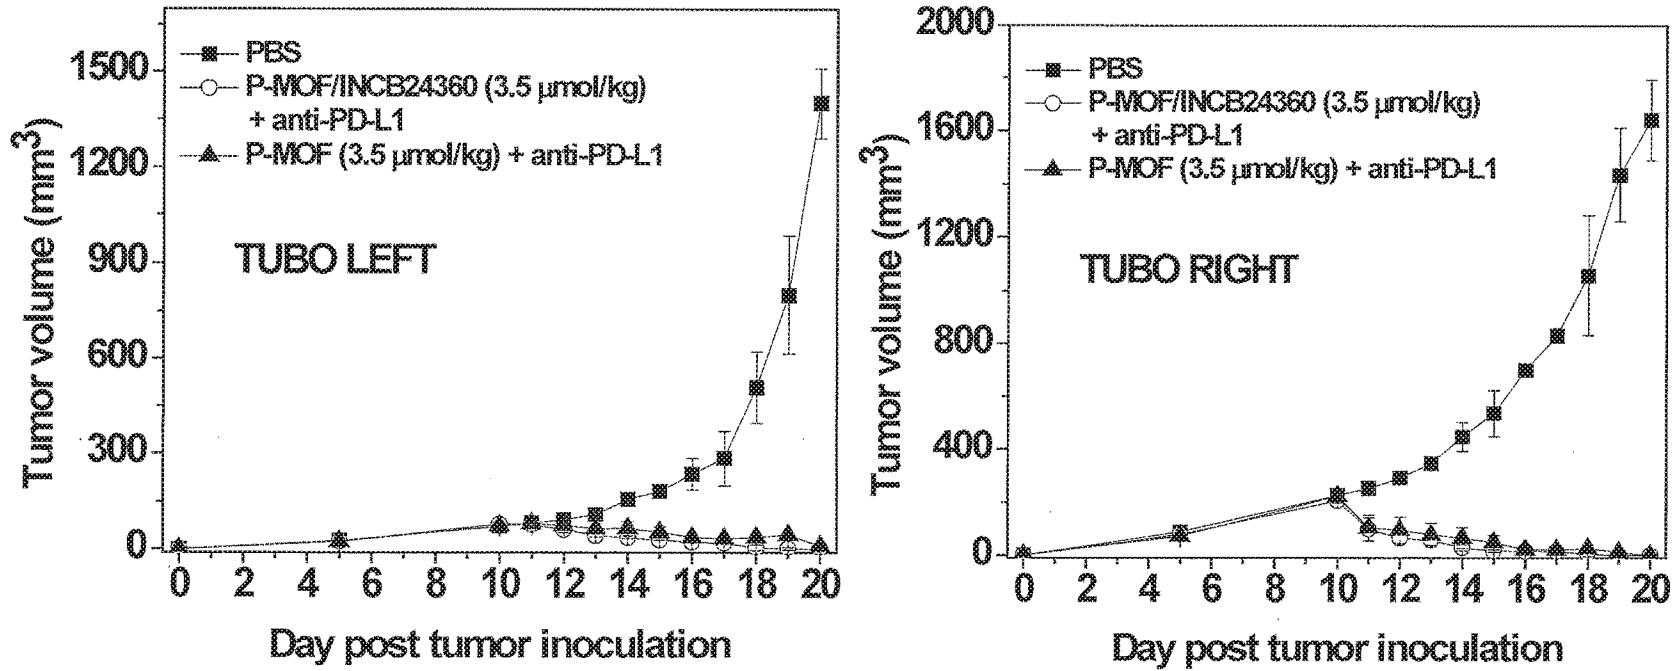 1500
1200
900
600
300
0
Tumor volume (mm3)
PBS
P-MOF/INCB24360 (3.5 µmol/kg)
+ anti-PD-L1
P-MOF (3.5 µmol/kg) + anti-PD-L1
TUBO LEFT
0 2 4 6 8 10 12 14 16 18 20
Day post tumor inoculation
2000
1600
1200
800
400
0
Tumor volume (mm3)
PBS
P-MOF/INCB24360 (3.5 µmol/kg)
+ anti-PD-L1
P-MOF (3.5 µmol/kg) + anti-PD-L1
TUBO RIGHT
0 2 4 6 8 10 12 14 16 18 20
Day post tumor inoculation